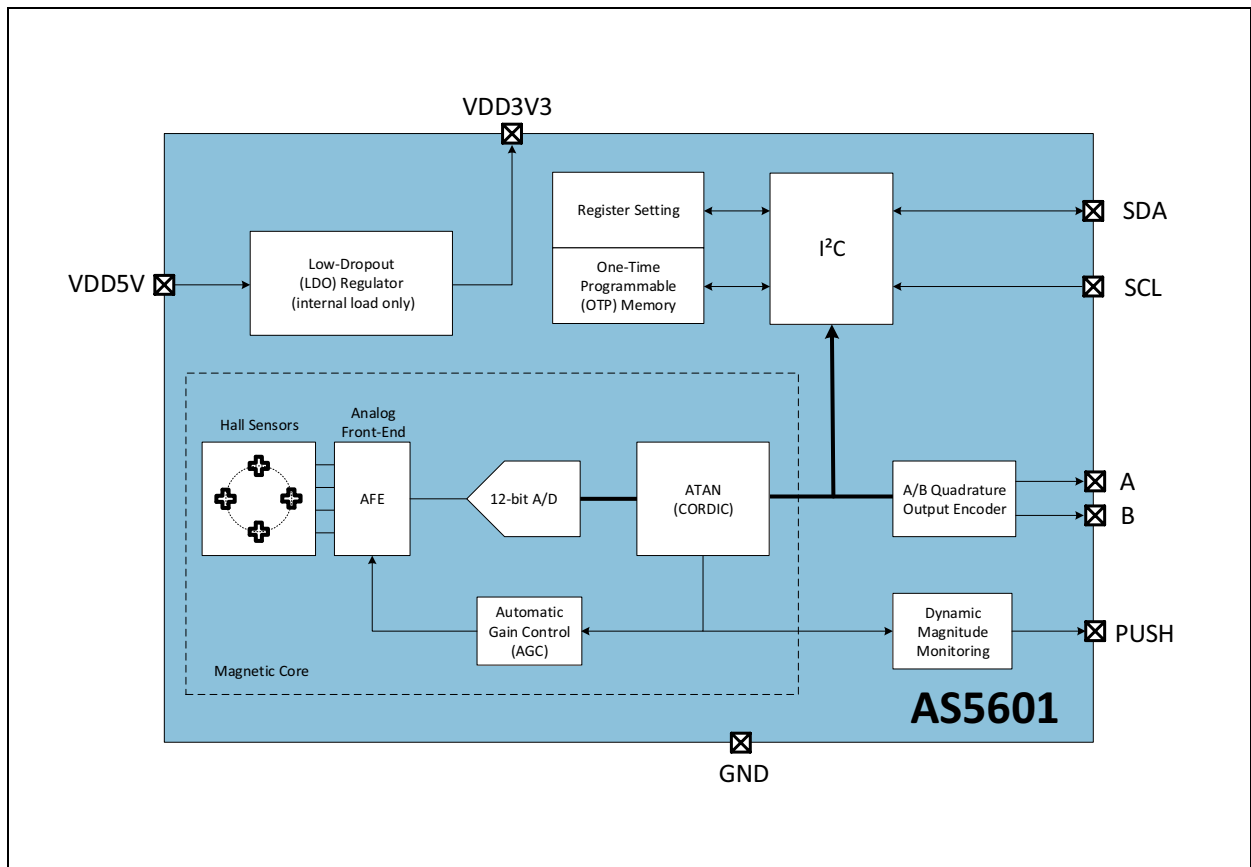 VDD3V3
VDD5V
Low-Dropout
(LDO) Regulator
(internal load only)
Register Setting
One-Time
Programmable
(OTP) Memory
I²C
SDA
SCL
Hall Sensors
Analog
Front-End
AFE
12-bit A/D
ATAN
(CORDIC)
A/B Quadrature
Output Encoder
A
B
Automatic
Gain Control
(AGC)
Dynamic
Magnitude
Monitoring
PUSH
Magnetic Core
AS5601
GND